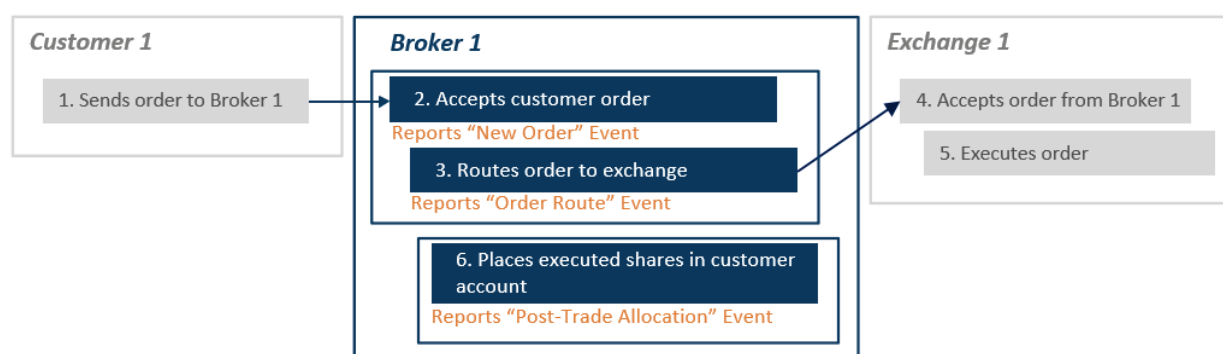 Customer 1
1. Sends order to Broker 1
Broker 1
2. Accepts customer order
Reports “New Order” Event
3. Routes order to exchange
Reports “Order Route” Event
6. Places executed shares in customer
account
Reports “Post-Trade Allocation” Event
Exchange 1
4. Accepts order from Broker 1
5. Executes order